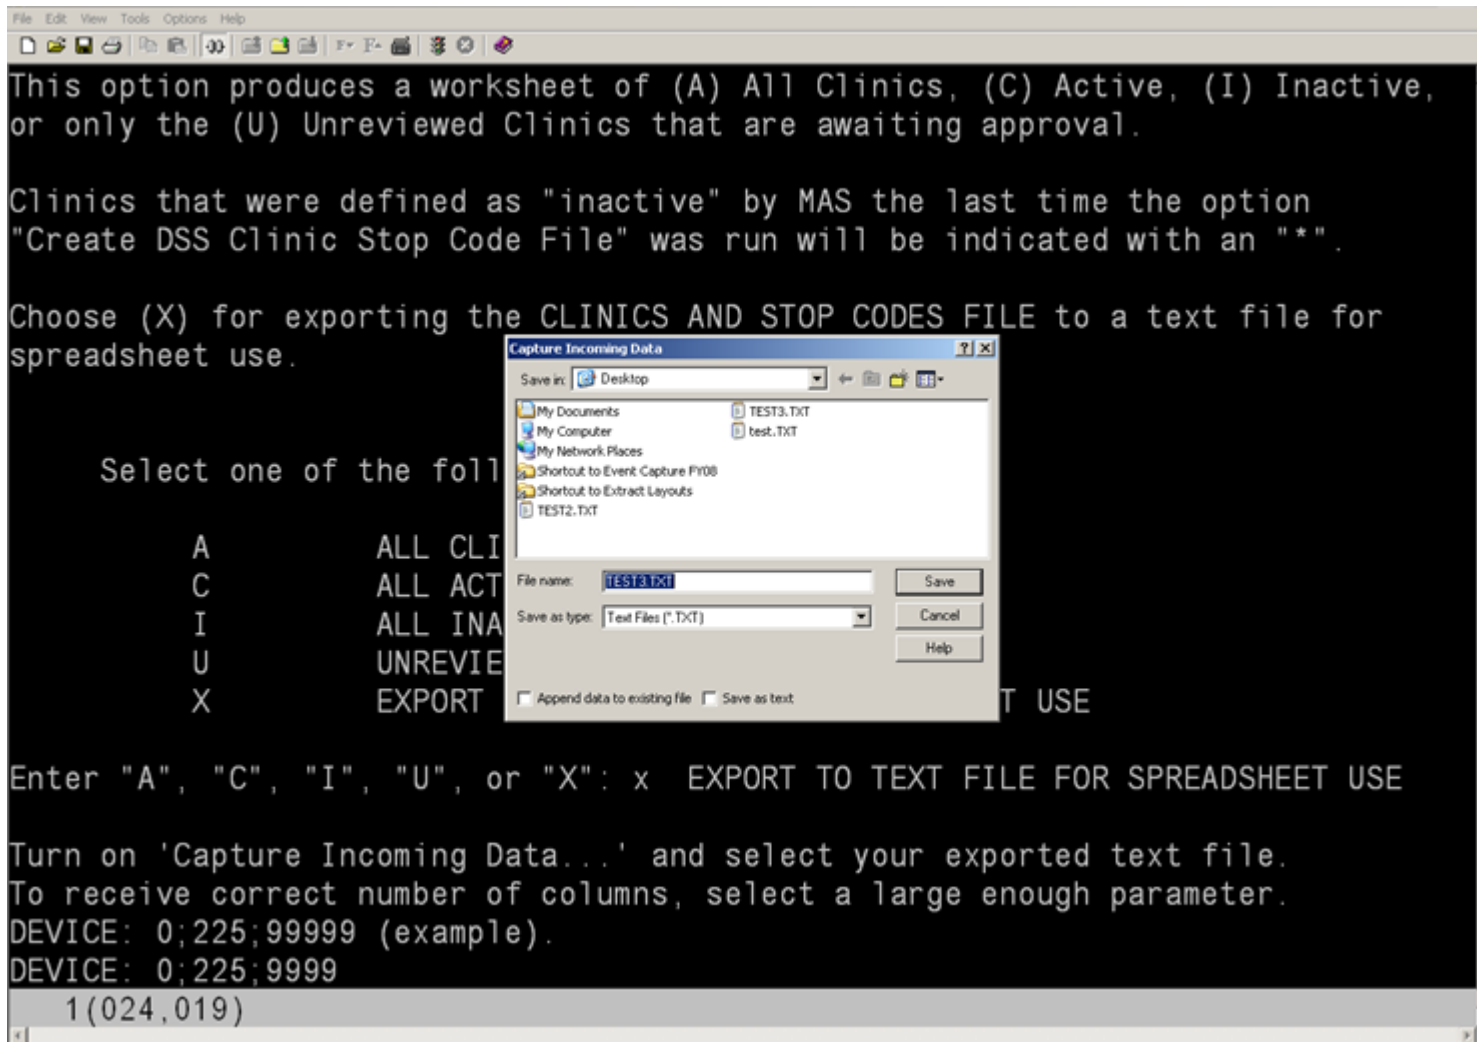 File Edit View Tools Options Help
This option produces a worksheet of (A) All Clinics, (C) Active, (I) Inactive,
or only the (U) Unreviewed Clinics that are awaiting approval.
Clinics that were defined as "inactive" by MAS the last time the option
"Create DSS Clinic Stop Code File" was run will be indicated with an "*".
Choose (X) for exporting the CLINICS AND STOP CODES FILE to a text file for
spreadsheet use.
Capture Incoming Data
Save in: Desktop
My Documents
My Computer
My Network Places
Shortcut to Event Capture FY08
Shortcut to Extract Layouts
TEST2.TXT
TEST3.TXT
test.TXT
File name: TEST3.TXT
Save
Save as type: Text Files (*.TXT)
Cancel
Help
Append data to existing file Save as text
Select one of the foll
A ALL CLI
C ALL ACT
I ALL INA
U UNREVIE
X EXPORT T USE
Enter "A", "C", "I", "U", or "X": x EXPORT TO TEXT FILE FOR SPREADSHEET USE
Turn on 'Capture Incoming Data...' and select your exported text file.
To receive correct number of columns, select a large enough parameter.
DEVICE: 0;225;99999 (example).
DEVICE: 0;225;9999
1(024,019)